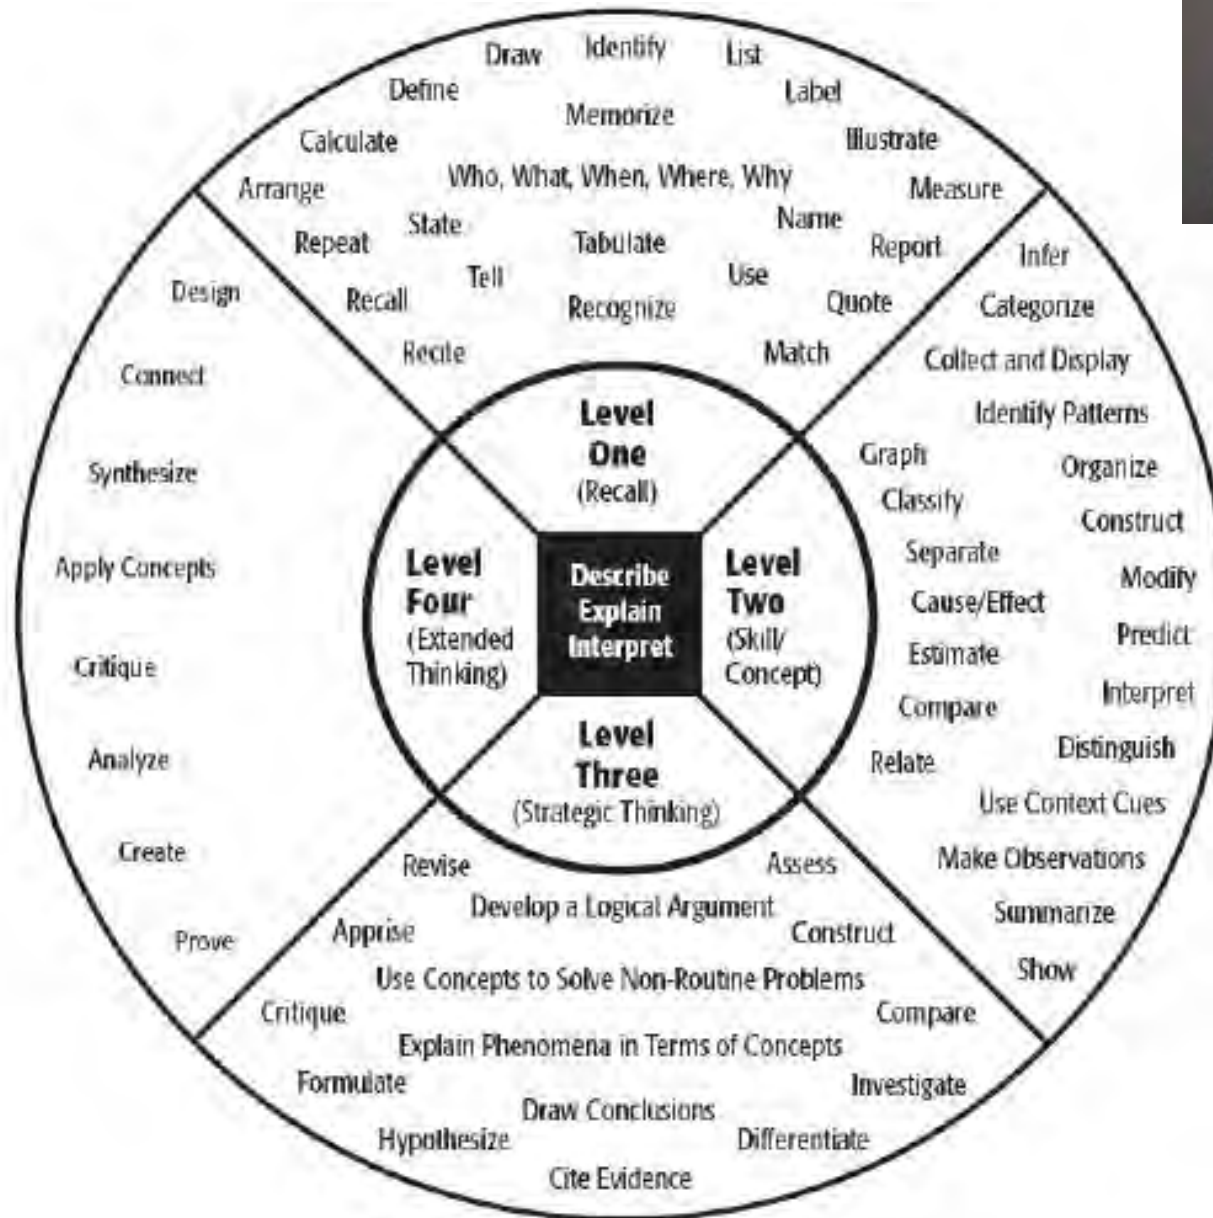 Draw
Identify
List
Define
Label
Memorize
Calculate
Illustrate
Who, What, When, Where, Why
Arrange
Measure
State
Name
Repeat
Tabulate
Report
Tell
Use
Recall
Recognize
Quote
Recite
Match
Level
One
(Recall)
Infer
Categorize
Collect and Display
Identify Patterns
Graph
Organize
Classify
Construct
Separate
Modify
Cause/Effect
Predict
Estimate
Interpret
Compare
Distinguish
Relate
Use Context Cues
Make Observations
Summarize
Show
Level
Two
(Skill/
Concept)
Describe
Explain
Interpret
Level
Three
(Strategic Thinking)
Revise
Assess
Develop a Logical Argument
Apprise
Construct
Use Concepts to Solve Non-Routine Problems
Critique
Compare
Explain Phenomena in Terms of Concepts
Formulate
Investigate
Draw Conclusions
Hypothesize
Differentiate
Cite Evidence
Level
Four
(Extended
Thinking)
Design
Connect
Synthesize
Apply Concepts
Critique
Analyze
Create
Prove